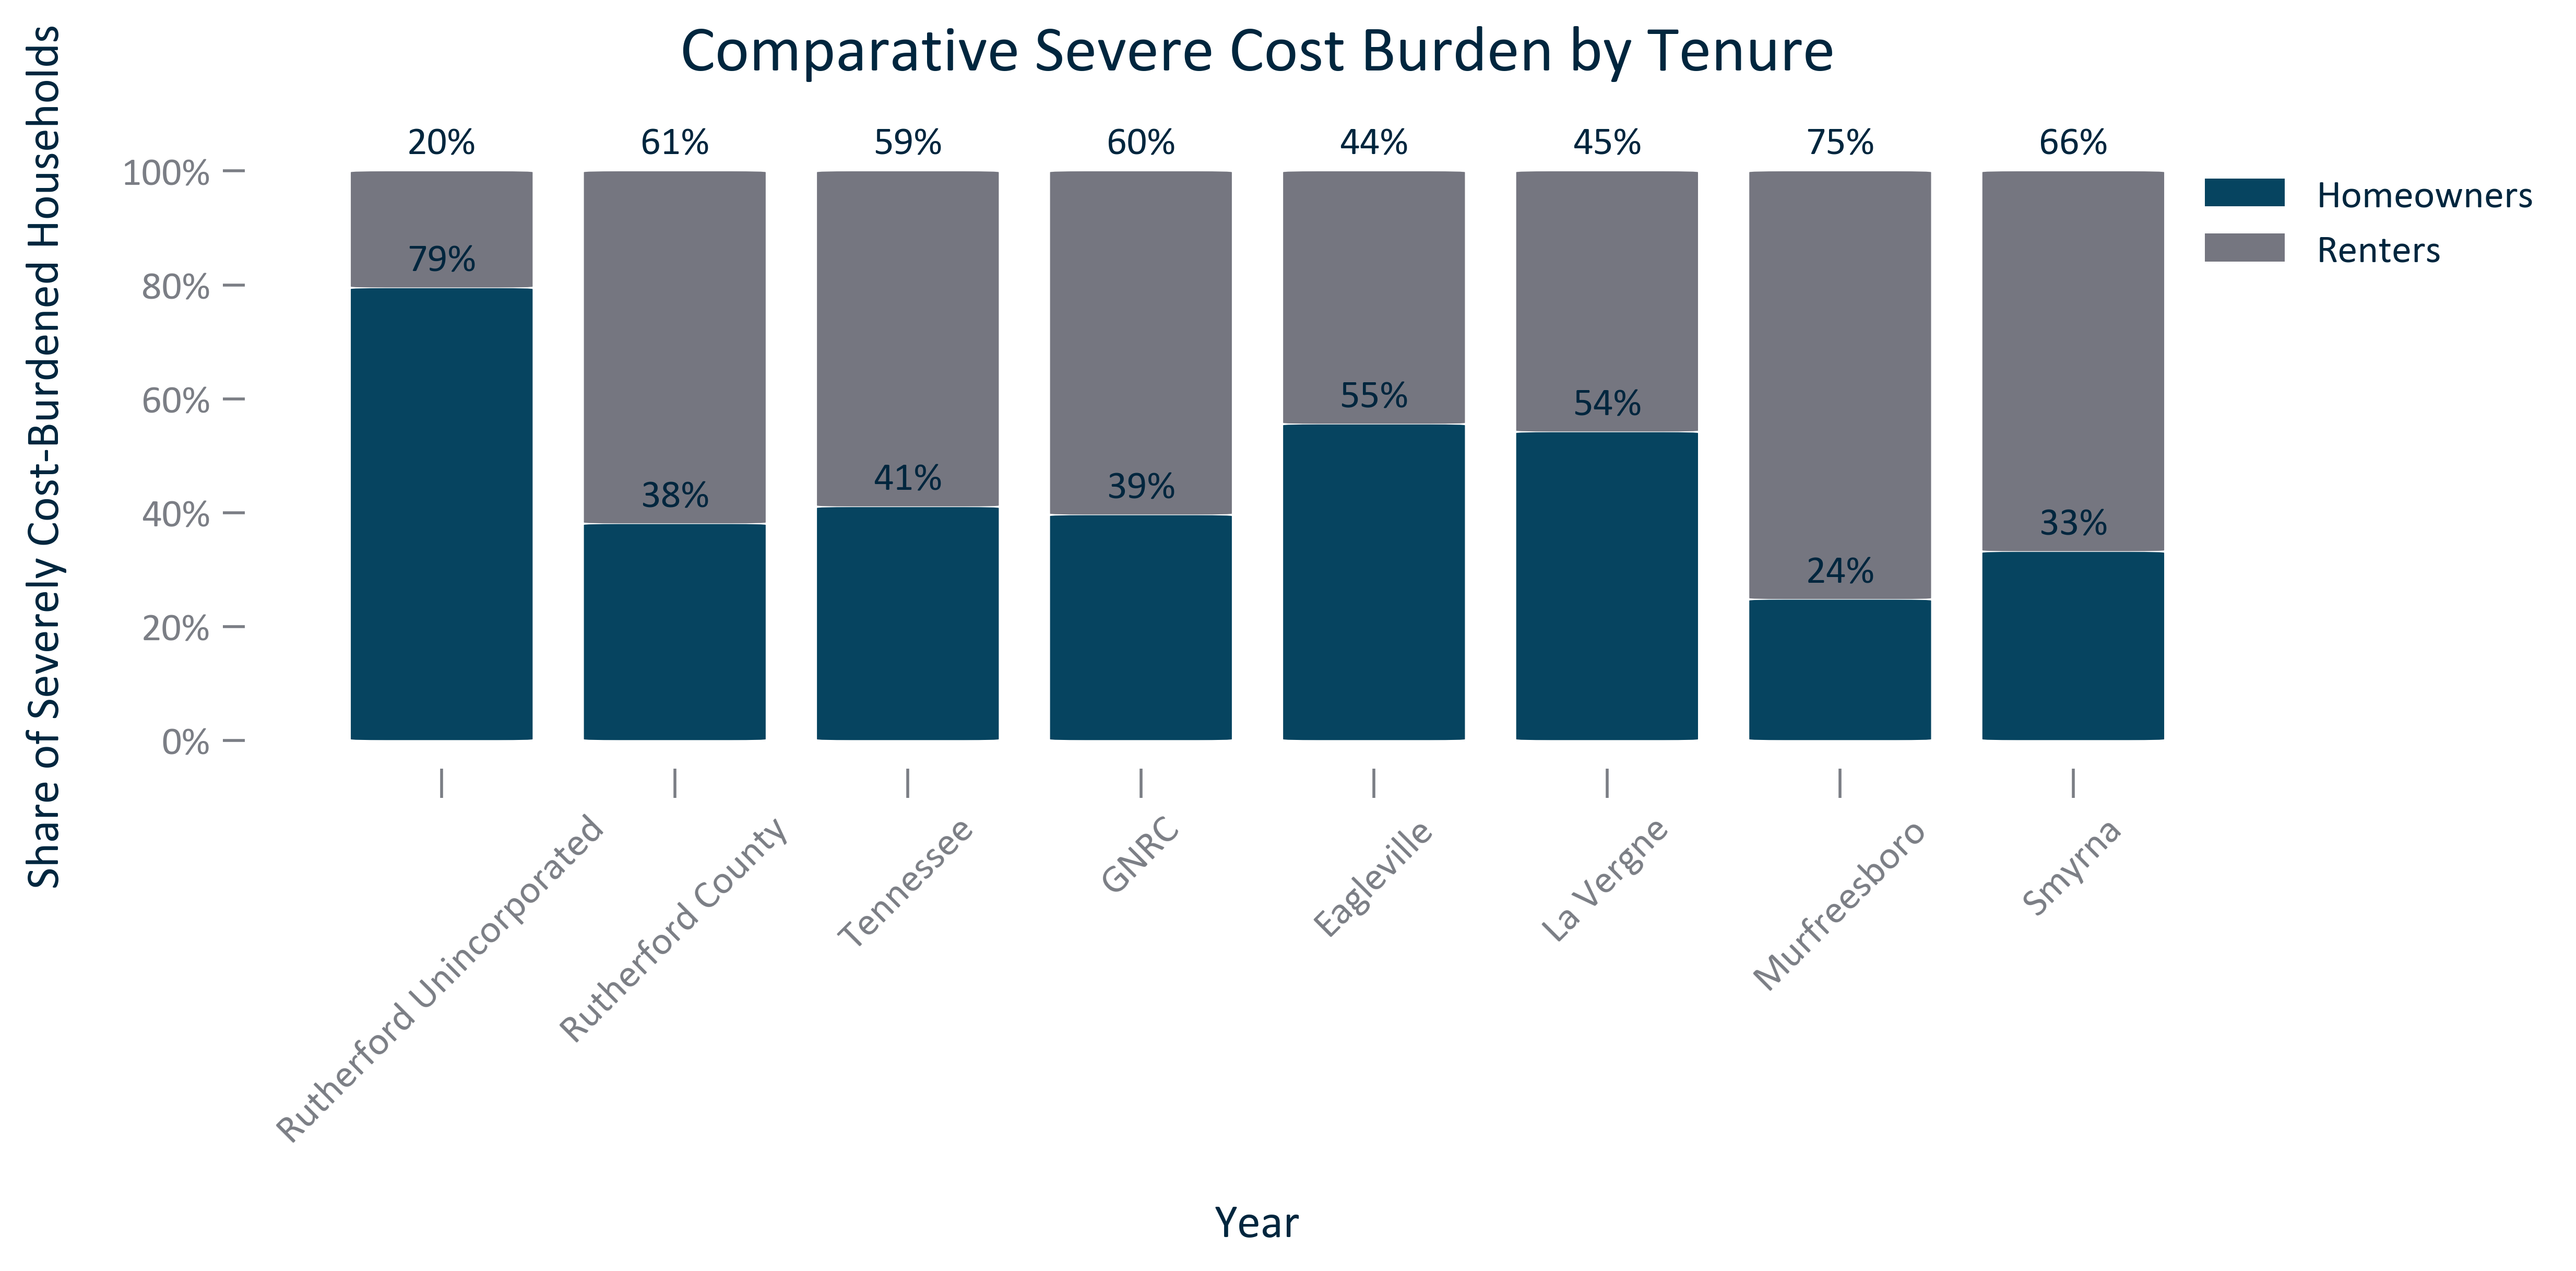 Comparative Severe Cost Burden by Tenure
Share of Severely Cost-Burdened Households
20% 61% 59% 60% 44% 45% 75% 66%
100%
80%
60%
40%
20%
0%
79% 38% 41% 39% 55% 54% 24% 33%
Homeowners
Renters
Rutherford Unincorporated
Rutherford County
Tennessee
GNRC
Eagleville
La Vergne
Murfreesboro
Smyrna
Year